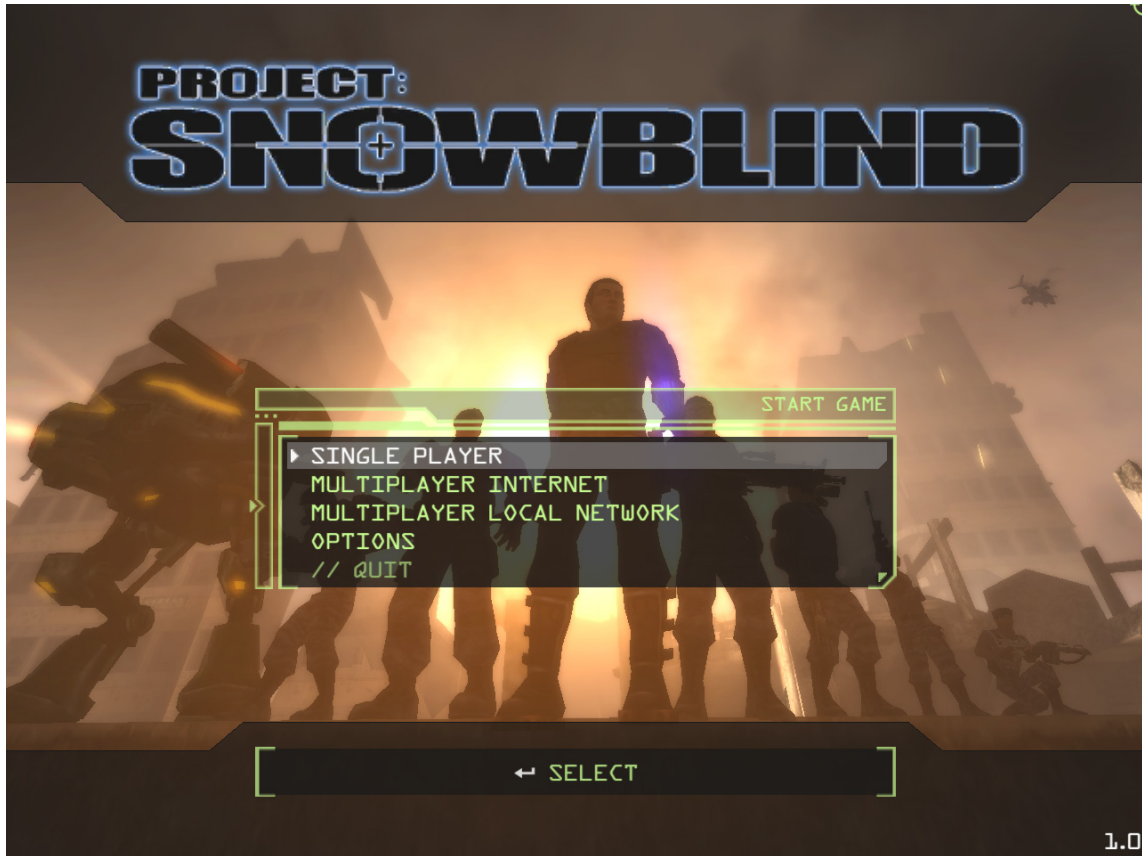 PROJECT:
SNOWBLIND
START GAME
SINGLE PLAYER
MULTIPLAYER INTERNET
MULTIPLAYER LOCAL NETWORK
OPTIONS
// QUIT
↵ SELECT
1.0